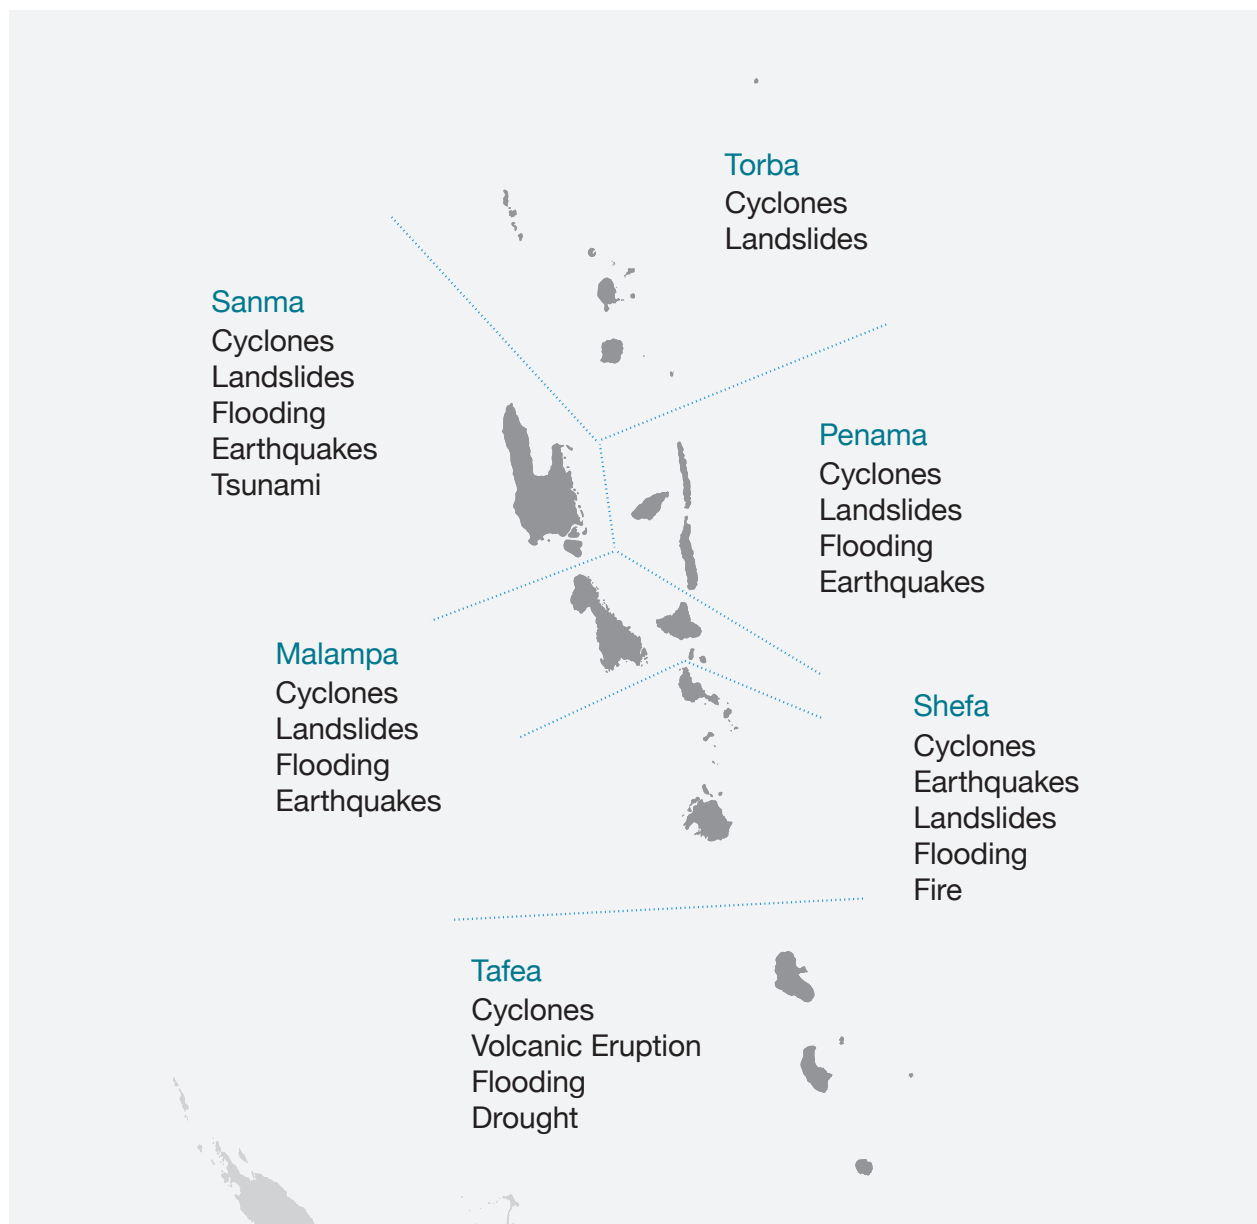 Torba
Cyclones
Landslides
Sanma
Cyclones
Landslides
Flooding
Earthquakes
Tsunami
Penama
Cyclones
Landslides
Flooding
Earthquakes
Malampa
Cyclones
Landslides
Flooding
Earthquakes
Shefa
Cyclones
Earthquakes
Landslides
Flooding
Fire
Tafea
Cyclones
Volcanic Eruption
Flooding
Drought